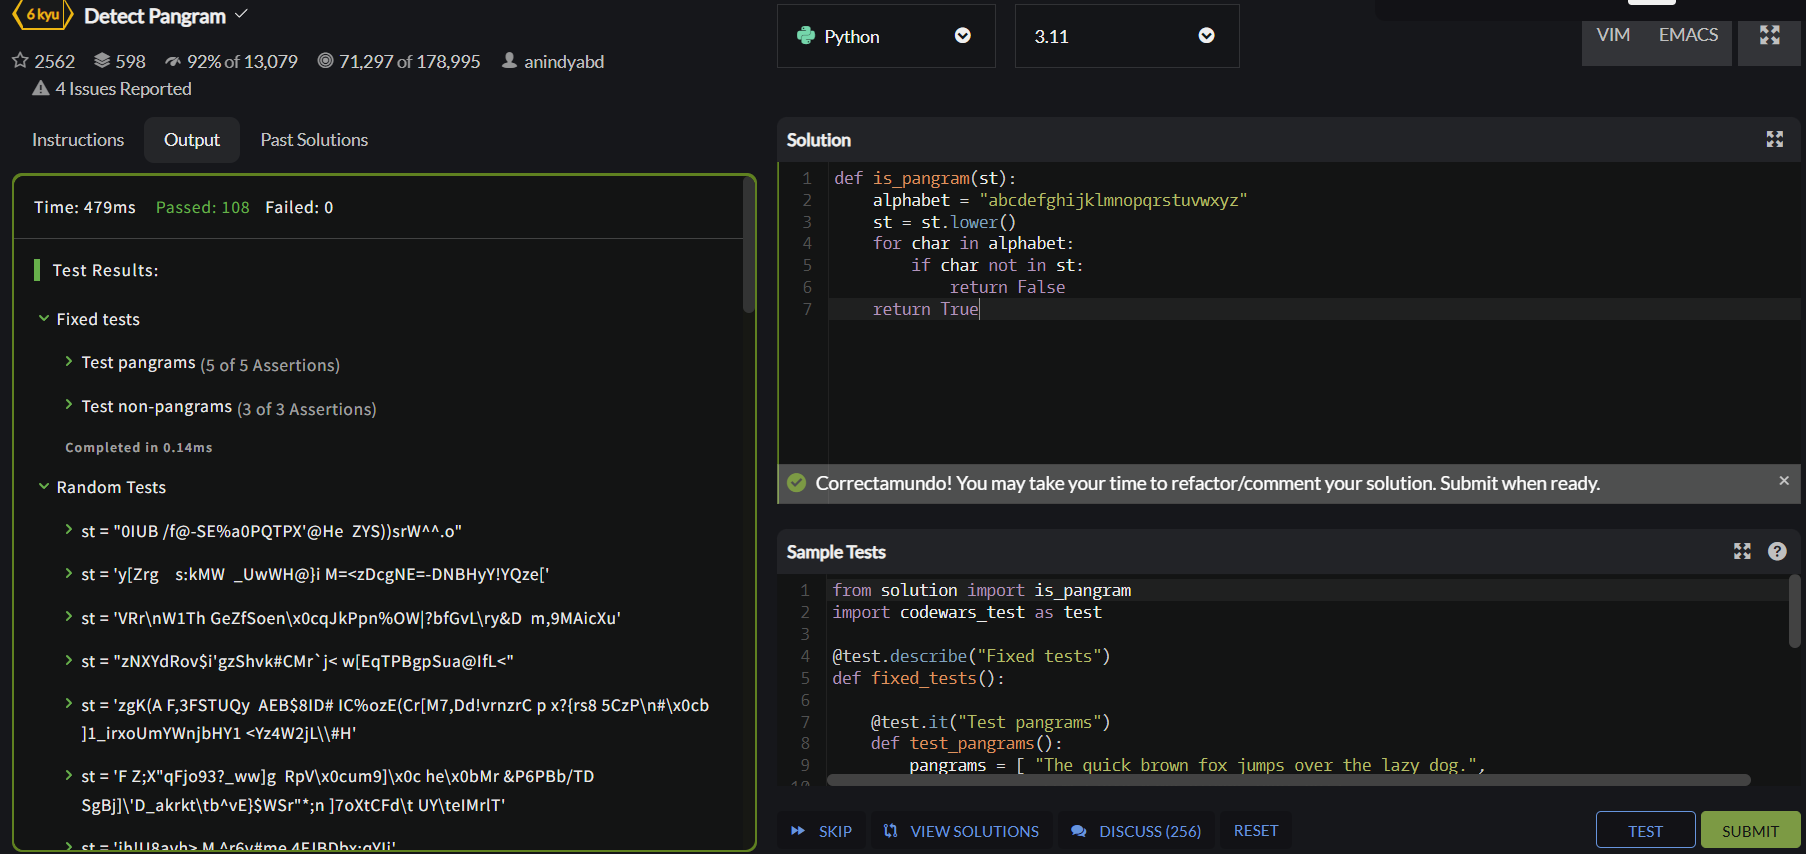 6 kyu Detect Pangram
2562 598 92% of 13,079 71,297 of 178,995 anindyabd
4 Issues Reported
Python
3.11
VIM EMACS
Instructions Output Past Solutions
Time: 479ms Passed: 108 Failed: 0
Test Results:
Fixed tests
Test pangrams (5 of 5 Assertions)
Test non-pangrams (3 of 3 Assertions)
Completed in 0.14ms
Random Tests
st = "0IUB /f@-SE%a0PQTPX'@He  ZYS))srW^^.o"
st = 'y[Zrg    s:kMW  _UwWH@}i M=<zDcgNE=-DNBHyY!YQze['
st = 'VRr\nW1Th GeZfSoen\x0cqJkPpn%OW|?bfGvL\ry&D  m,9MAicXu'
st = "zNXYdRov$i'gzShvk#CMr`j< w[EqTPBgpSua@IfL<"
st = 'zgK(A F,3FSTUQy  AEB$8ID# IC%ozE(Cr[M7,Dd!vrnzrC p x?{rs8 5CzP\n#\x0cb
]1_irxoUmYWnjbHY1 <Yz4W2jL\\#H'
st = 'F Z;X"qFjo93?_ww]g  RpV\x0cum9]\x0c he\x0bMr &P6PBb/TD
SgBj]\'D_akrkt\tb^vE}$WSr"*;n ]7oXtCFd\t UY\teIMrlT'
Solution
1 def is_pangram(st):
2     alphabet = "abcdefghijklmnopqrstuvwxyz"
3     st = st.lower()
4     for char in alphabet:
5         if char not in st:
6             return False
7     return True
Correctamundo! You may take your time to refactor/comment your solution. Submit when ready. ×
Sample Tests ?
1 from solution import is_pangram
2 import codewars_test as test
3
4 @test.describe("Fixed tests")
5 def fixed_tests():
6
7     @test.it("Test pangrams")
8     def test_pangrams():
9         pangrams = [ "The quick brown fox jumps over the lazy dog.",
10
SKIP VIEW SOLUTIONS DISCUSS (256) RESET TEST SUBMIT